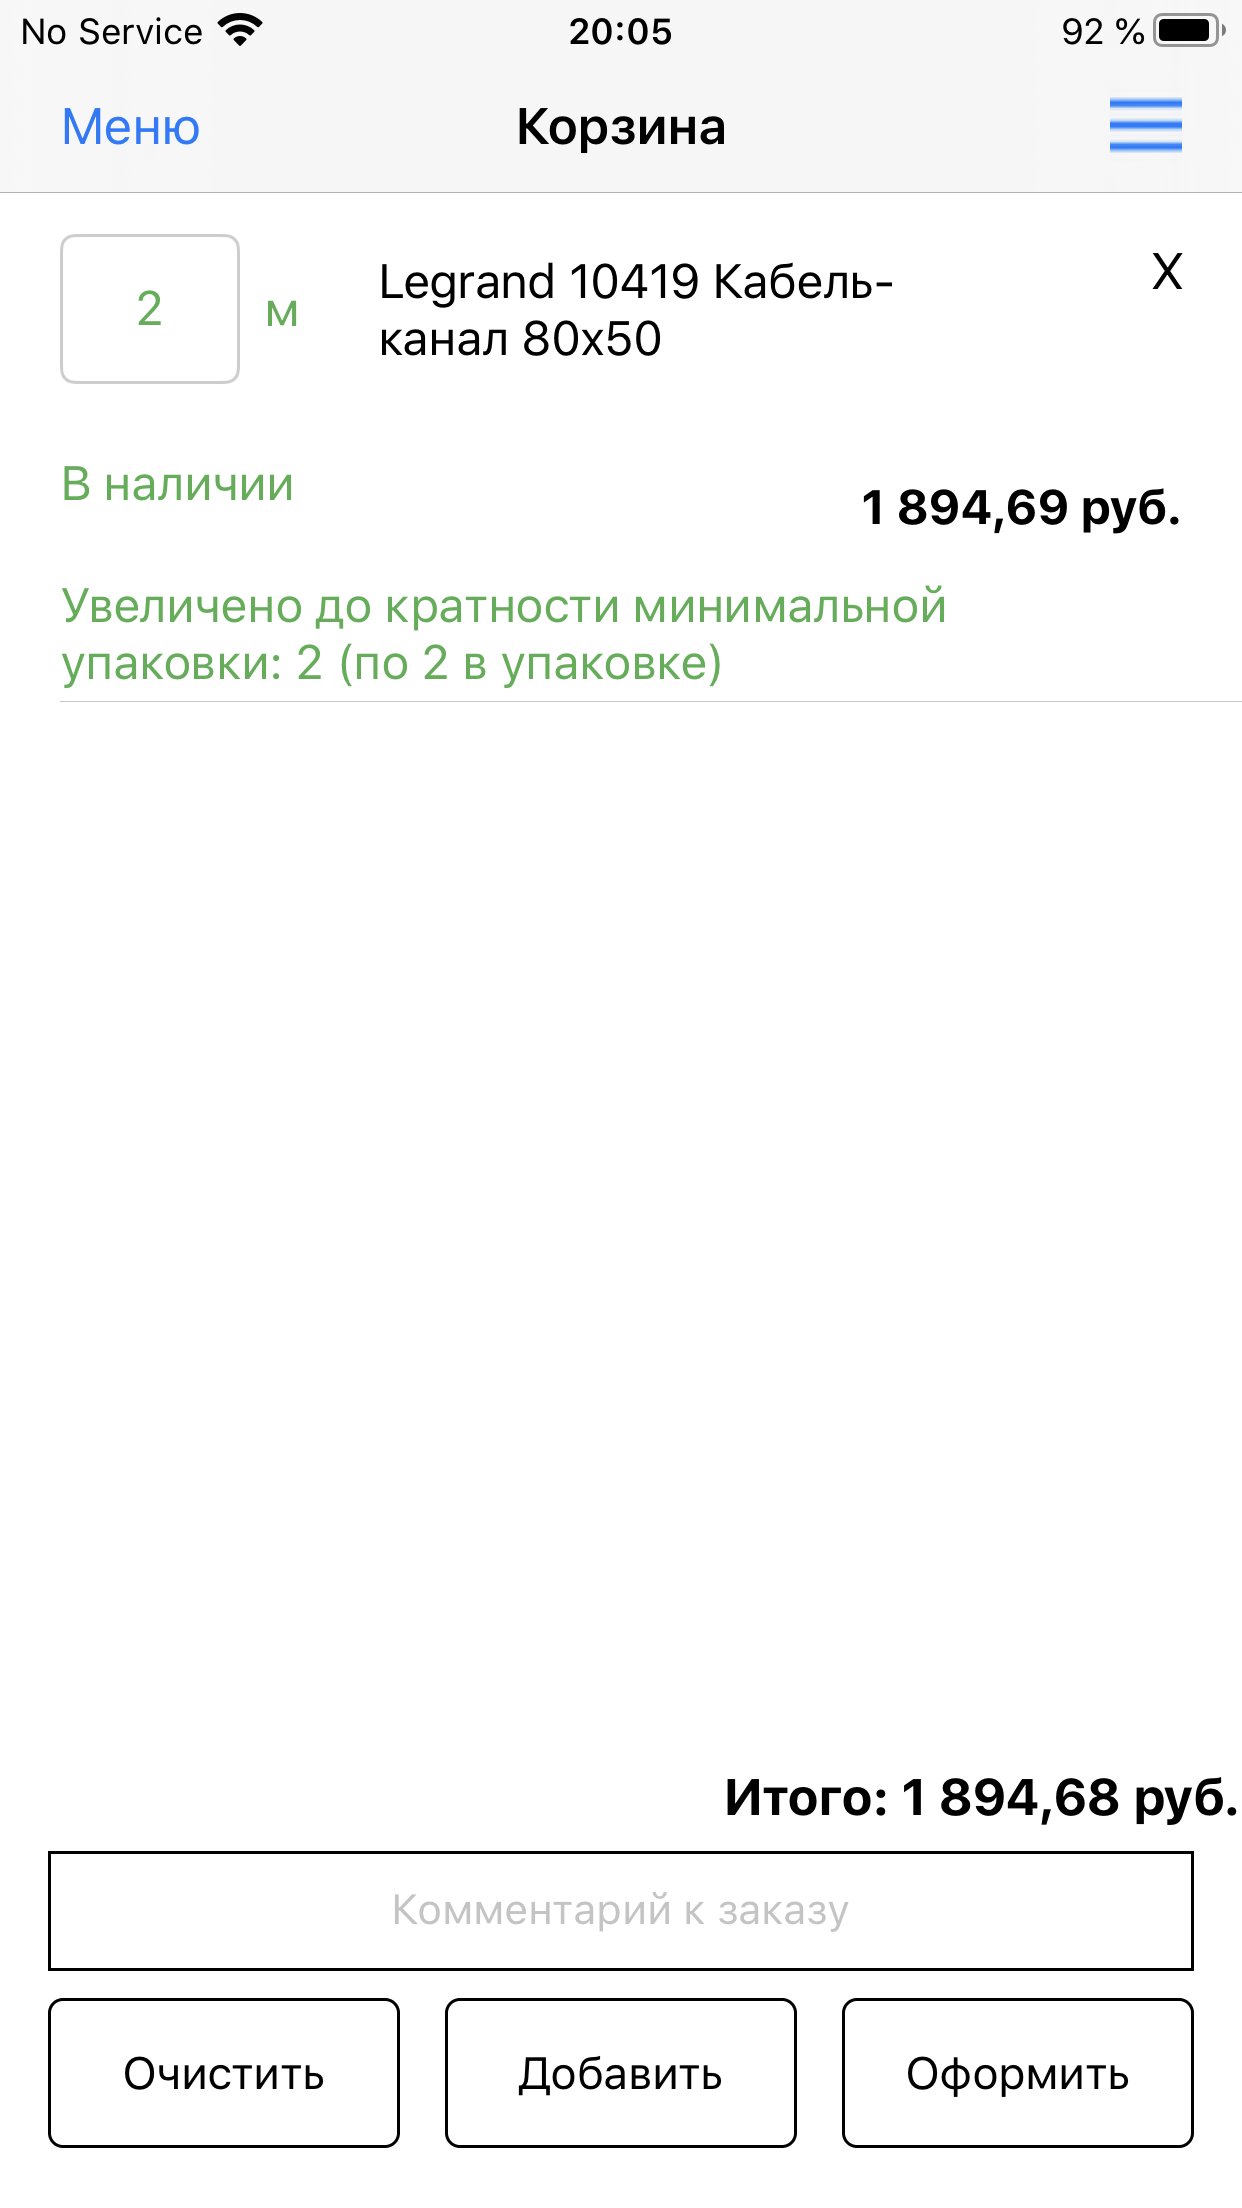 No Service 20:05 92 %
Меню Корзина
2 м Legrand 10419 Кабель-
канал 80x50
X
В наличии
1 894,69 руб.
Увеличено до кратности минимальной
упаковки: 2 (по 2 в упаковке)
Итого: 1 894,68 руб.
Комментарий к заказу
Очистить Добавить Оформить